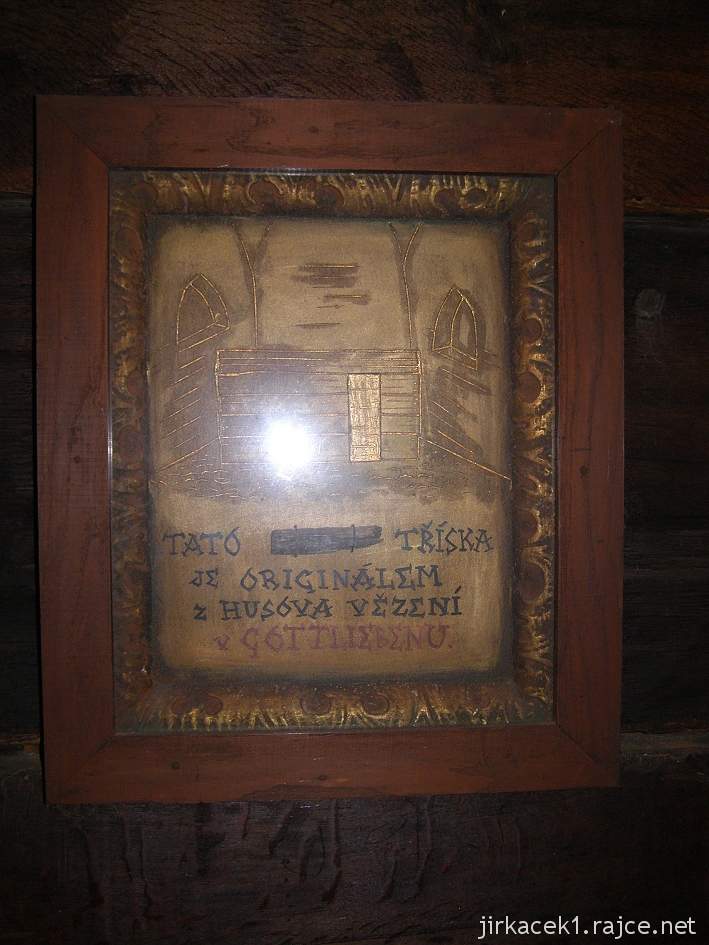 TATO TŘÍSKA
JE ORIGINÁLEM
z HUSOVA VĚZENÍ
v GOTTLIEBENU.
jirkacek1.rajce.net